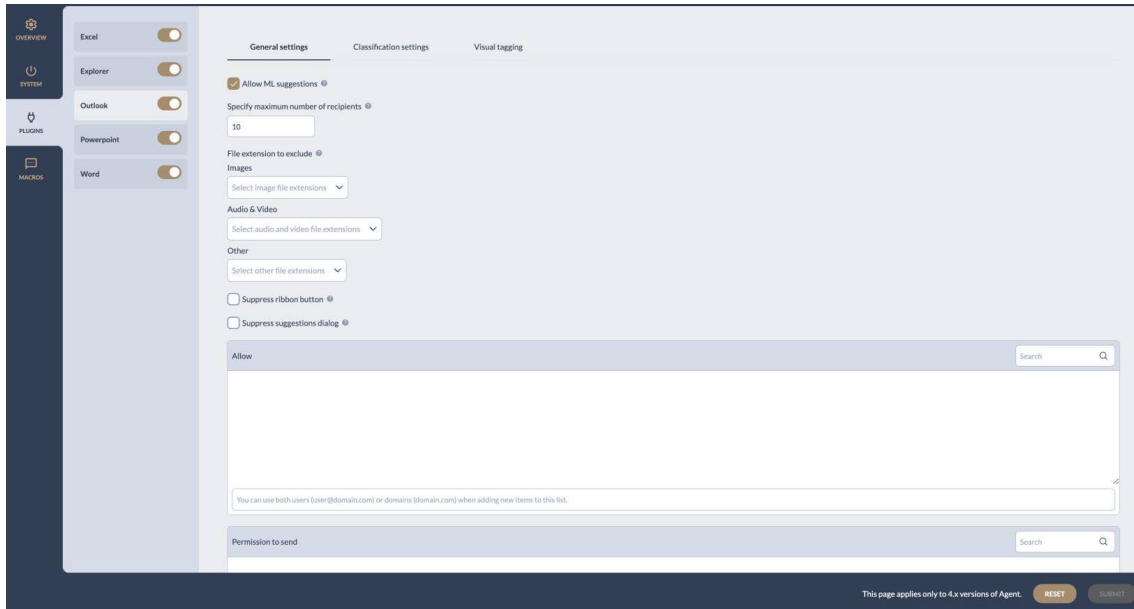 OVERVIEW
SYSTEM
PLUGINS
MACROS
Excel
Explorer
Outlook
Powerpoint
Word
General settings Classification settings Visual tagging
Allow ML suggestions
Specify maximum number of recipients
10
File extension to exclude
Images
Select image file extensions
Audio & Video
Select audio and video file extensions
Other
Select other file extensions
Suppress ribbon button
Suppress suggestions dialog
Allow Search
You can use both users (user@domain.com) or domains (domain.com) when adding new items to this list.
Permission to send Search
This page applies only to 4.x versions of Agent. RESET SUBMIT